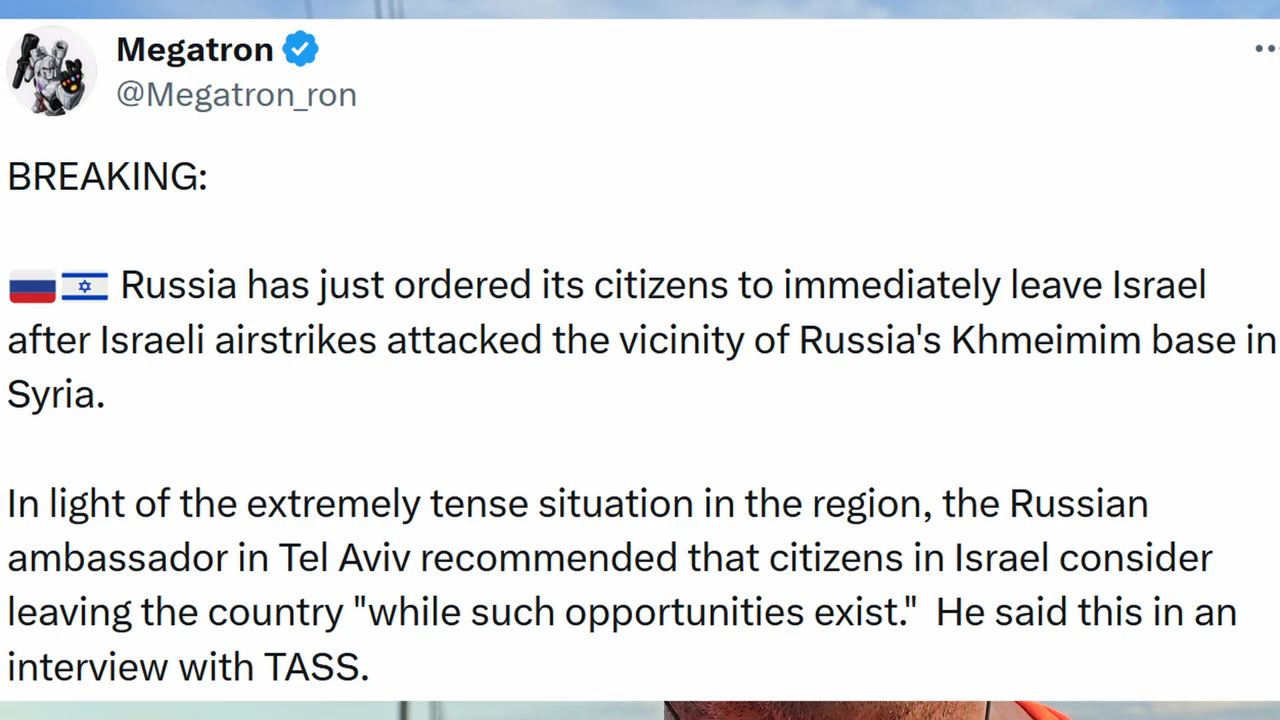 Megatron
@Megatron_ron
BREAKING:
🇷🇺🇮🇱 Russia has just ordered its citizens to immediately leave Israel
after Israeli airstrikes attacked the vicinity of Russia's Khmeimim base in
Syria.
In light of the extremely tense situation in the region, the Russian
ambassador in Tel Aviv recommended that citizens in Israel consider
leaving the country "while such opportunities exist."  He said this in an
interview with TASS.